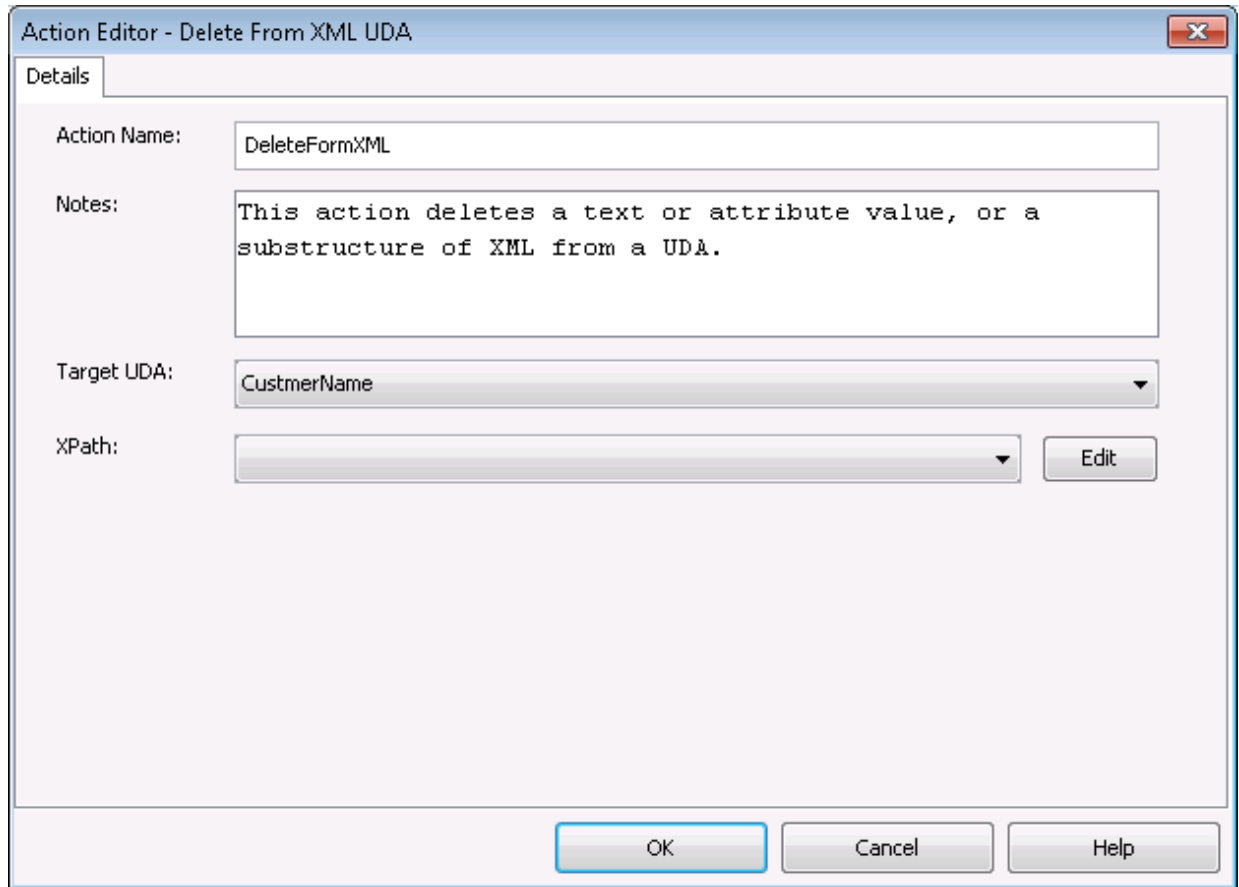 Action Editor - Delete From XML UDA
Details
Action Name:
DeleteFormXML
Notes:
This action deletes a text or attribute value, or a
substructure of XML from a UDA.
Target UDA:
CustmerName
XPath:
Edit
OK
Cancel
Help